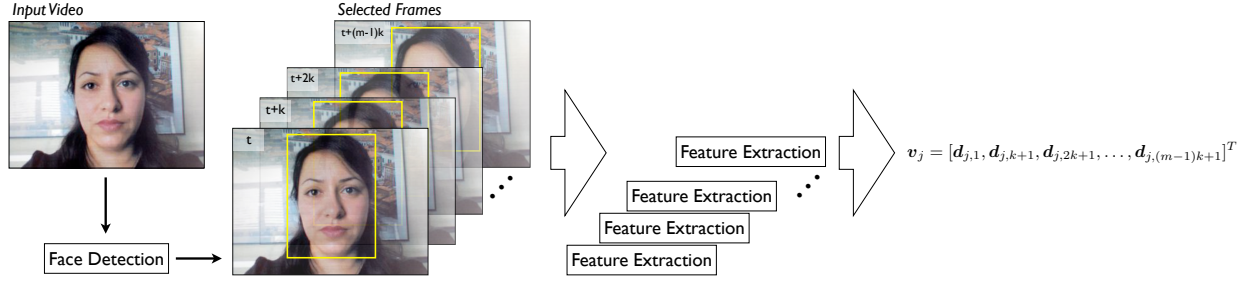 Input Video
Selected Frames
t+(m-1)k
t+2k
t+k
t
Face Detection
Feature Extraction
Feature Extraction
Feature Extraction
Feature Extraction
v_j = [d_{j,1}, d_{j,k+1}, d_{j,2k+1}, . . . , d_{j,(m−1)k+1}]^T